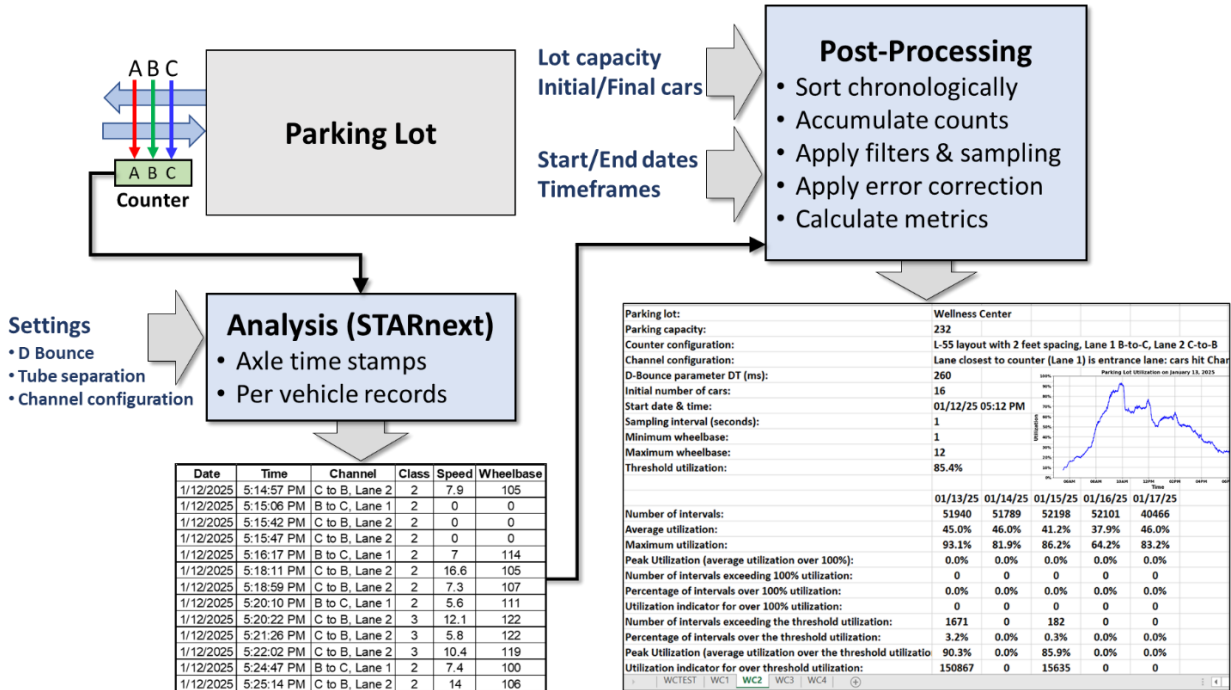 A B C
A B C
Counter
Parking Lot
Lot capacity
Initial/Final cars
Start/End dates
Timeframes
Post-Processing
• Sort chronologically
• Accumulate counts
• Apply filters & sampling
• Apply error correction
• Calculate metrics
Settings
• D Bounce
• Tube separation
• Channel configuration
Analysis (STARnext)
• Axle time stamps
• Per vehicle records
Date Time Channel Class Speed Wheelbase
1/12/2025 5:14:57 PM C to B, Lane 2 2 7.9 105
1/12/2025 5:15:06 PM B to C, Lane 1 2 0 0
1/12/2025 5:15:42 PM C to B, Lane 2 2 0 0
1/12/2025 5:15:47 PM C to B, Lane 2 2 0 0
1/12/2025 5:16:17 PM B to C, Lane 1 2 7 114
1/12/2025 5:18:11 PM C to B, Lane 2 2 16.6 105
1/12/2025 5:18:59 PM C to B, Lane 2 2 7.3 107
1/12/2025 5:20:10 PM B to C, Lane 1 2 5.6 111
1/12/2025 5:20:22 PM C to B, Lane 2 3 12.1 122
1/12/2025 5:21:26 PM C to B, Lane 2 3 5.8 122
1/12/2025 5:22:02 PM C to B, Lane 2 3 10.4 119
1/12/2025 5:24:47 PM B to C, Lane 1 2 7.4 100
1/12/2025 5:25:14 PM C to B, Lane 2 2 14 106
Parking lot: Wellness Center
Parking capacity: 232
Counter configuration: L-55 layout with 2 feet spacing, Lane 1 B-to-C, Lane 2 C-to-B
Channel configuration: Lane closest to counter (Lane 1) is entrance lane: cars hit Char
D-Bounce parameter DT (ms): 260
Initial number of cars: 16
Start date & time: 01/12/25 05:12 PM
Sampling interval (seconds): 1
Minimum wheelbase: 1
Maximum wheelbase: 12
Threshold utilization: 85.4%
Parking Lot Utilization on January 13, 2025
Utilization
100%
90%
80%
70%
60%
50%
40%
30%
20%
10%
0%
Time
01/13/25 01/14/25 01/15/25 01/16/25 01/17/25
Number of intervals: 51940 51789 52198 52101 40466
Average utilization: 45.0% 46.0% 41.2% 37.9% 46.0%
Maximum utilization: 93.1% 81.9% 86.2% 64.2% 83.2%
Peak Utilization (average utilization over 100%): 0.0% 0.0% 0.0% 0.0% 0.0%
Number of intervals exceeding 100% utilization: 0 0 0 0 0
Percentage of intervals over 100% utilization: 0.0% 0.0% 0.0% 0.0% 0.0%
Utilization indicator for over 100% utilization: 0 0 0 0 0
Number of intervals exceeding the threshold utilization: 1671 0 182 0 0
Percentage of intervals over the threshold utilization: 3.2% 0.0% 0.3% 0.0% 0.0%
Peak Utilization (average utilization over the threshold utilizatio 90.3% 0.0% 85.9% 0.0% 0.0%
Utilization indicator for over threshold utilization: 150867 0 15635 0 0
WCTEST WC1 WC2 WC3 WC4